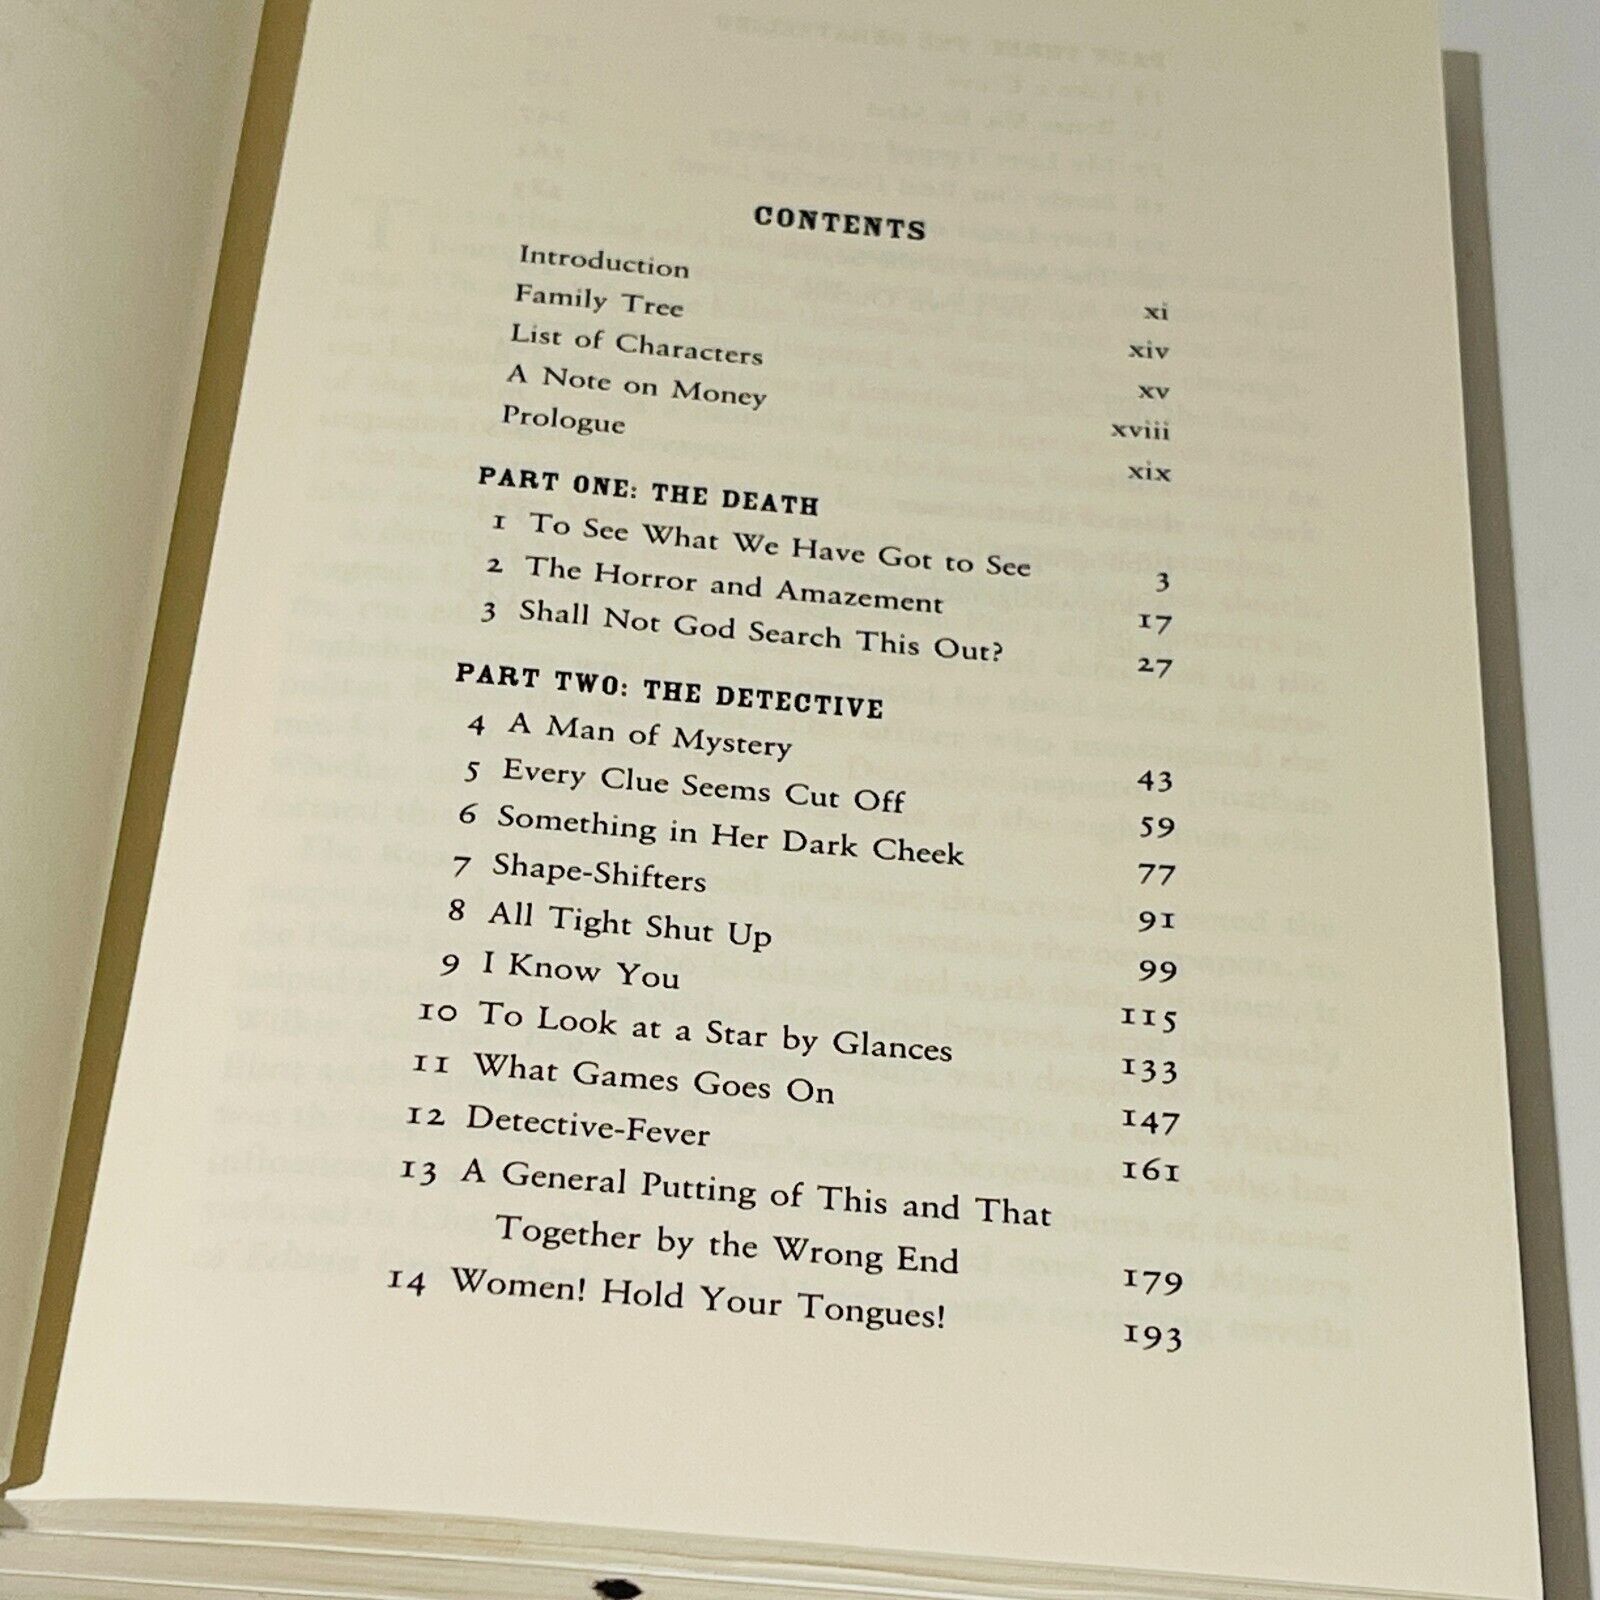 CONTENTS
Introduction xi
Family Tree xiv
List of Characters xv
A Note on Money xviii
Prologue xix
PART ONE: THE DEATH
1 To See What We Have Got to See 3
2 The Horror and Amazement 17
3 Shall Not God Search This Out? 27
PART TWO: THE DETECTIVE
4 A Man of Mystery 43
5 Every Clue Seems Cut Off 59
6 Something in Her Dark Cheek 77
7 Shape-Shifters 91
8 All Tight Shut Up 99
9 I Know You 115
10 To Look at a Star by Glances 133
11 What Games Goes On 147
12 Detective-Fever 161
13 A General Putting of This and That
Together by the Wrong End 179
14 Women! Hold Your Tongues! 193